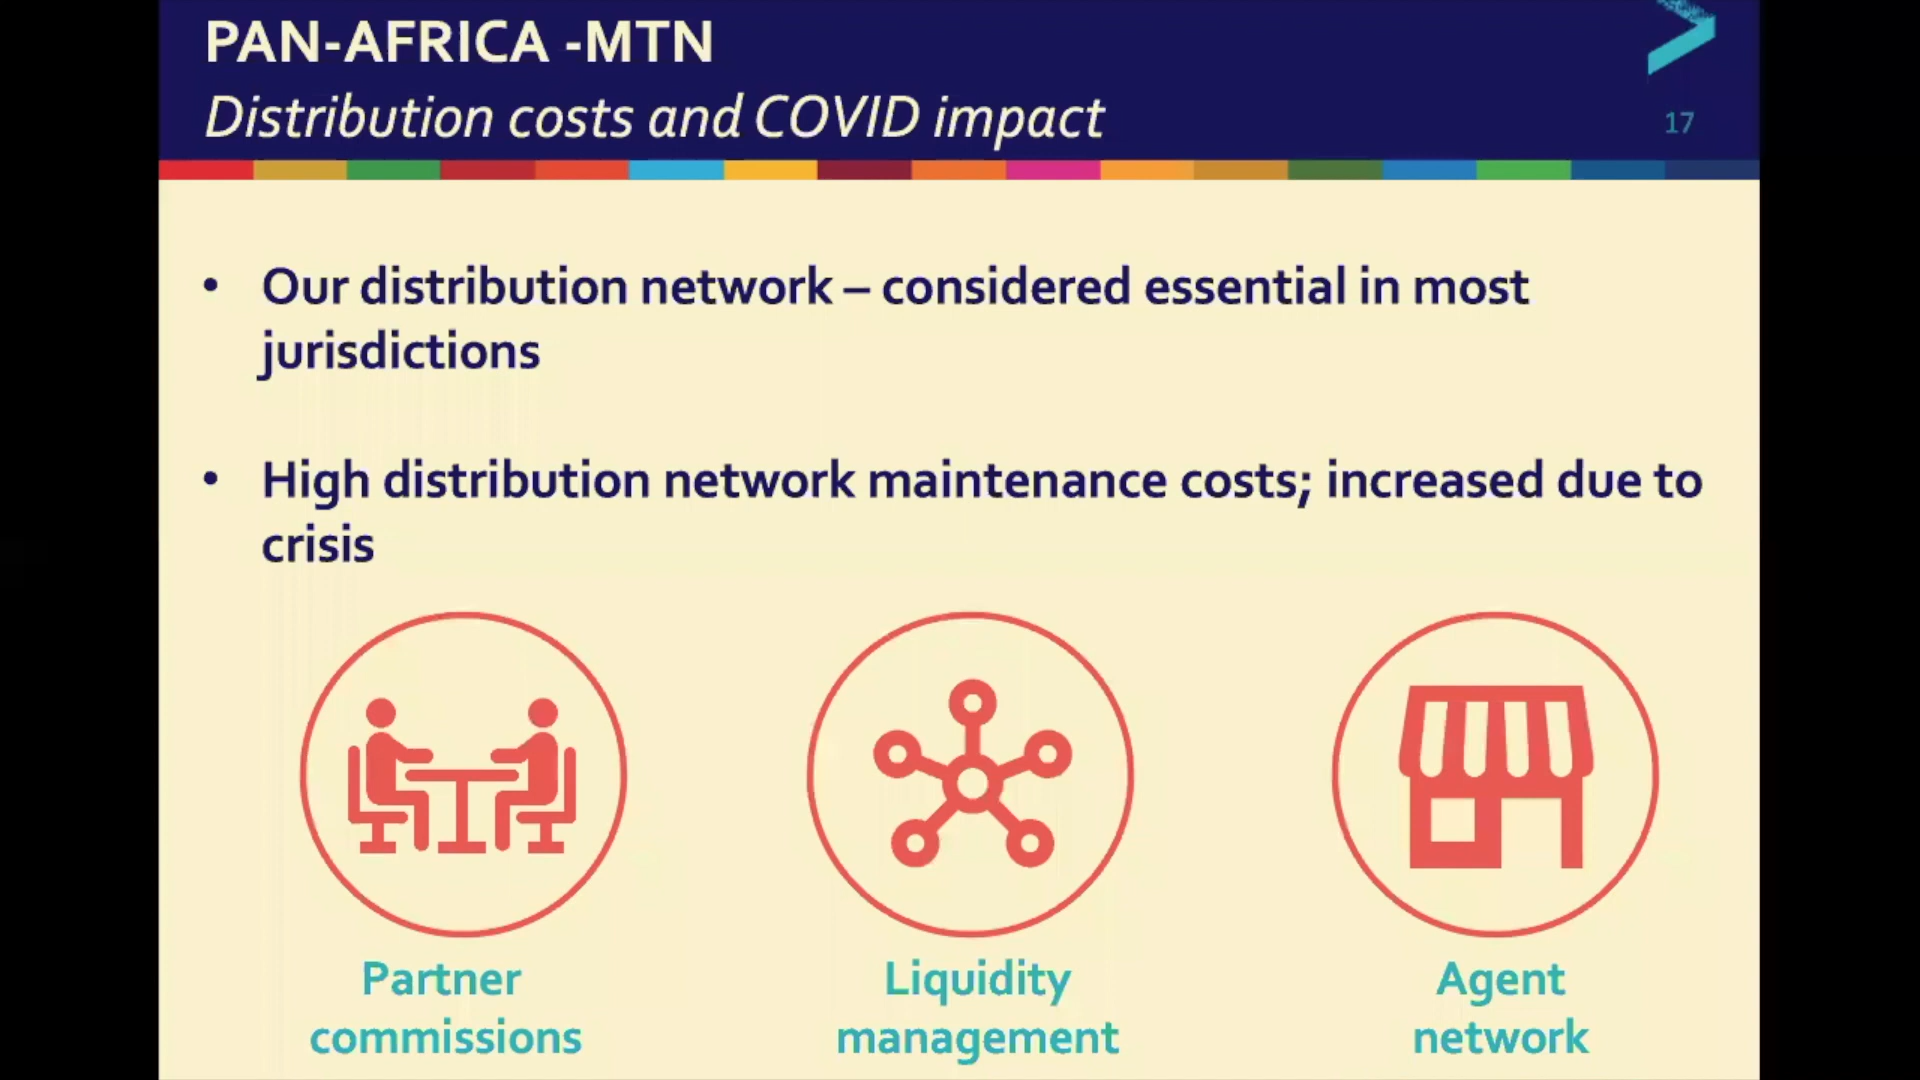 PAN-AFRICA -MTN
Distribution costs and COVID impact
17
• Our distribution network – considered essential in most
jurisdictions
• High distribution network maintenance costs; increased due to
crisis
Partner
commissions
Liquidity
management
Agent
network